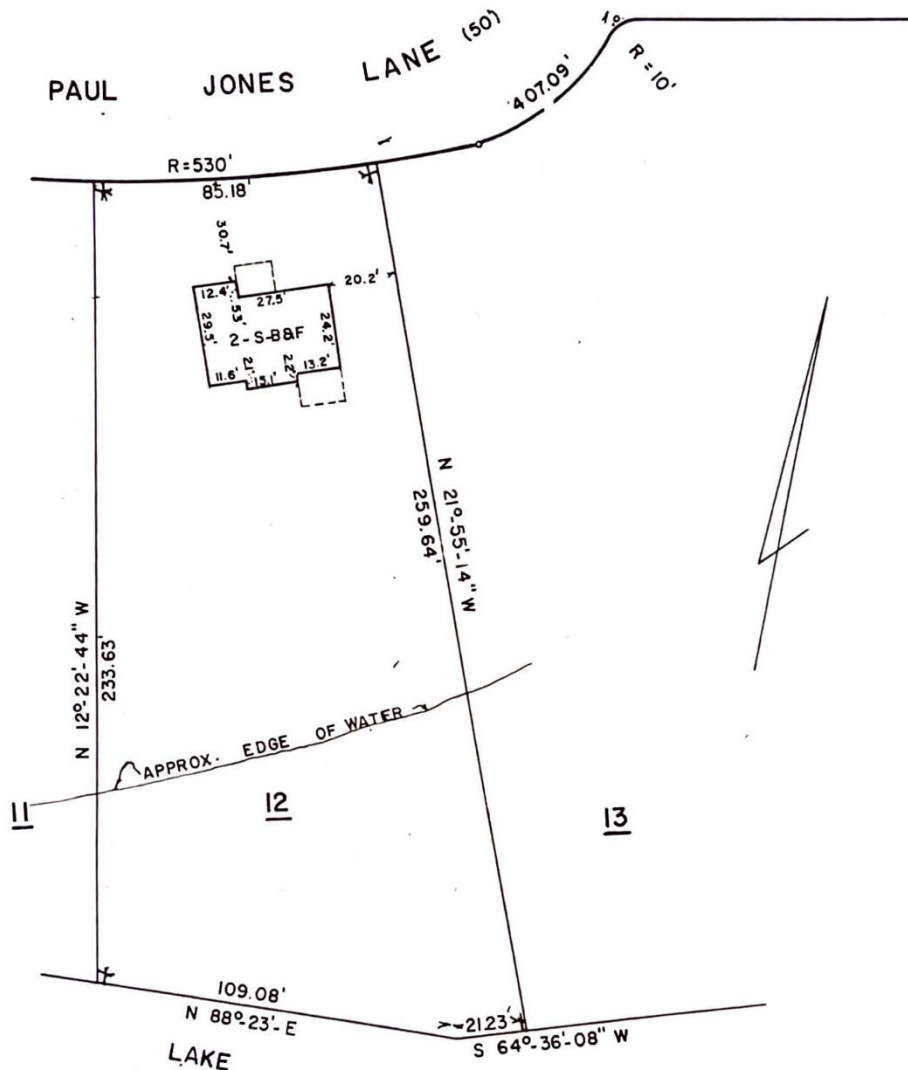 PAUL JONES LANE (50')
407.09'
R = 10'
R=530'
85.18'
30.7'
20.2'
12.4'
27.5'
5.3'
29.5'
2-S-B&F
24.2'
11.6'
2.1'
15.1'
2.2'
13.2'
N 21°-55'-14" W
259.64'
N 12°-22'-44" W
233.63'
APPROX. EDGE OF WATER
11
12
13
109.08'
N 88°-23'-E
21.23'
S 64°-36'-08" W
LAKE